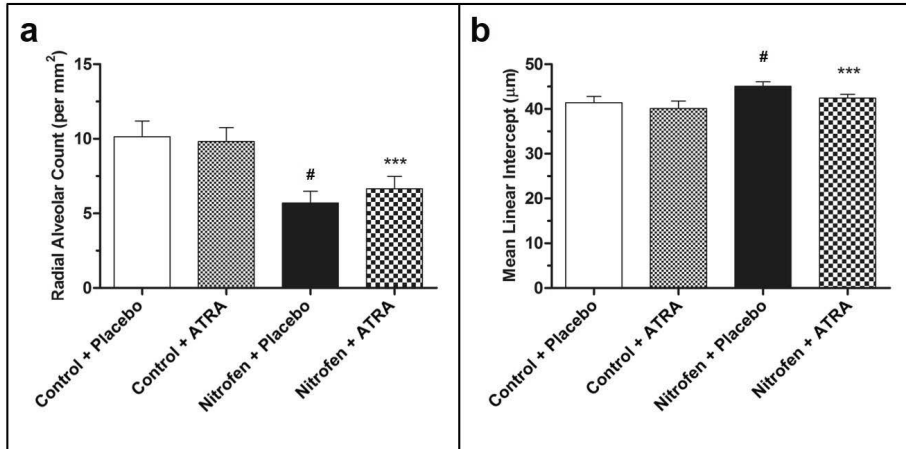 a
Radial Alveolar Count (per mm²)
15
10
5
0
#
***
Control + Placebo
Control + ATRA
Nitrofen + Placebo
Nitrofen + ATRA
b
Mean Linear Intercept (μm)
50
40
30
20
10
0
#
***
Control + Placebo
Control + ATRA
Nitrofen + Placebo
Nitrofen + ATRA